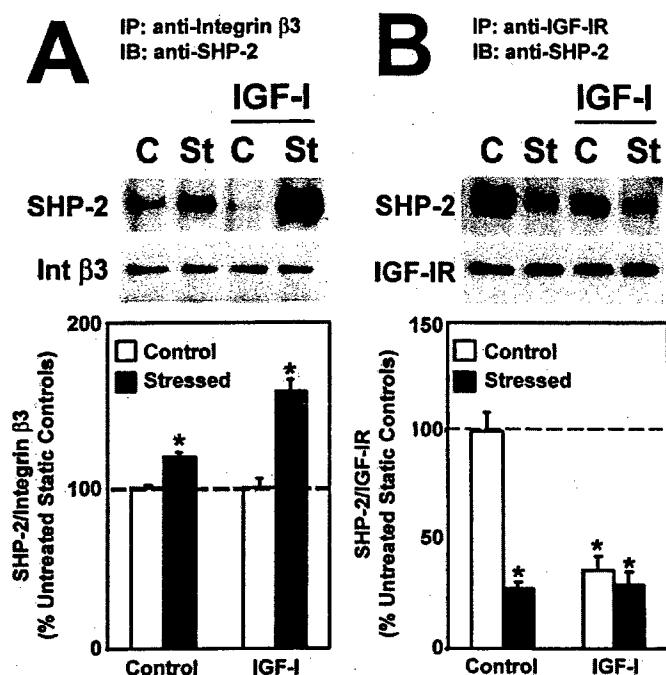 A
IP: anti-Integrin β3
IB: anti-SHP-2
IGF-I
C St C St
SHP-2
Int β3
200
100
0
SHP-2/Integrin β3
(% Untreated Static Controls)
Control
Stressed
*
*
Control IGF-I
B
IP: anti-IGF-IR
IB: anti-SHP-2
IGF-I
C St C St
SHP-2
IGF-IR
150
100
50
0
SHP-2/IGF-IR
(% Untreated Static Controls)
Control
Stressed
*
* *
Control IGF-I